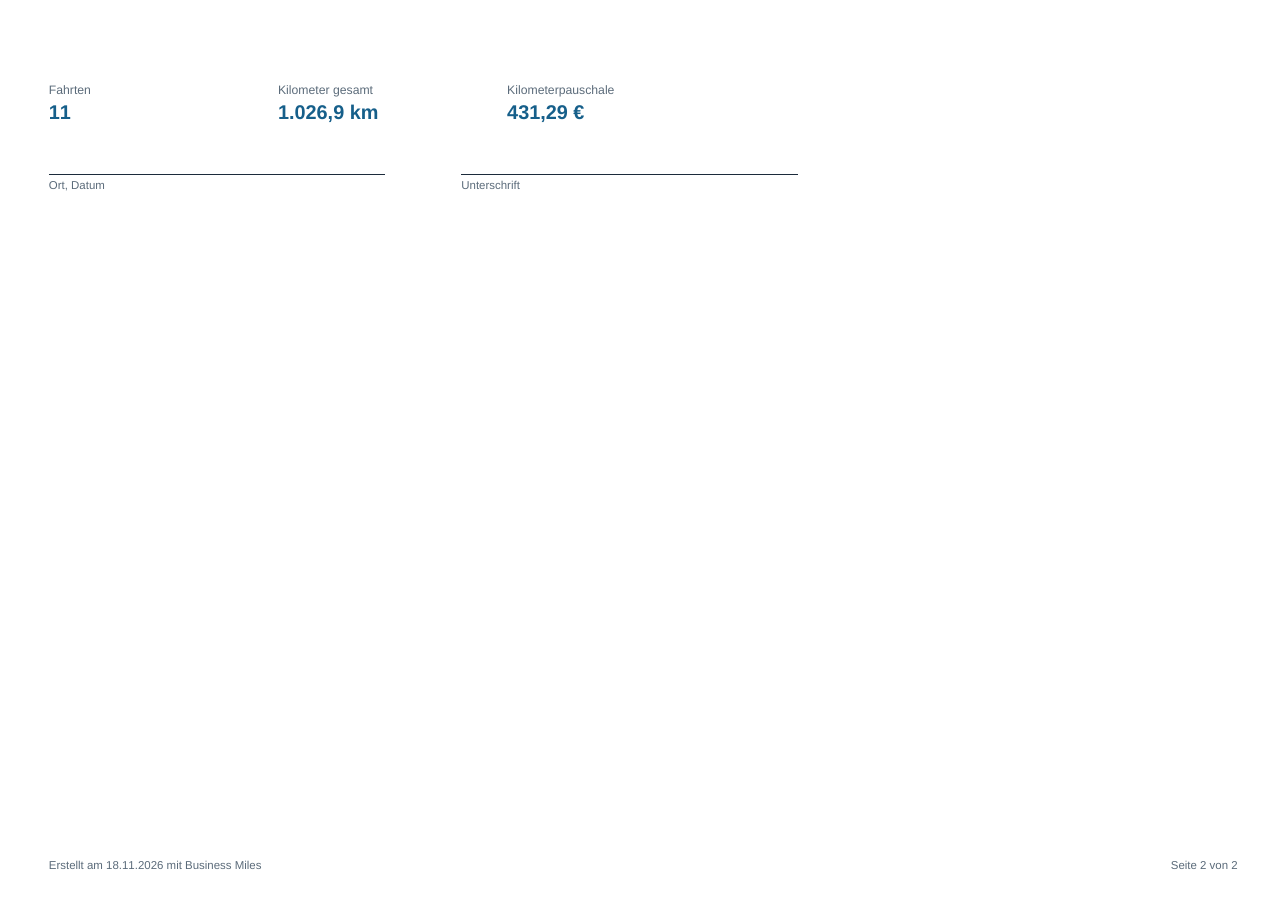 Fahrten Kilometer gesamt Kilometerpauschale
11 1.026,9 km 431,29 €
Ort, Datum Unterschrift
Erstellt am 18.11.2026 mit Business Miles Seite 2 von 2